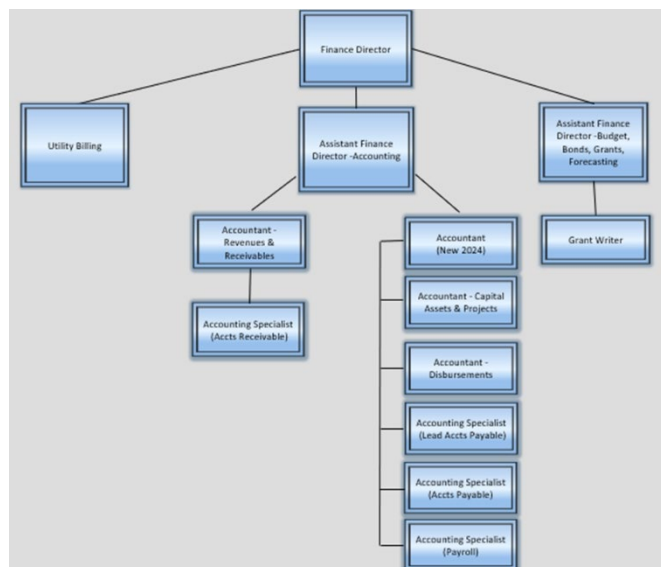 Finance Director
Utility Billing
Assistant Finance
Director -Accounting
Assistant Finance
Director -Budget,
Bonds, Grants,
Forecasting
Accountant -
Revenues &
Receivables
Accountant
(New 2024)
Grant Writer
Accountant - Capital
Assets & Projects
Accounting Specialist
(Accts Receivable)
Accountant -
Disbursements
Accounting Specialist
(Lead Accts Payable)
Accounting Specialist
(Accts Payable)
Accounting Specialist
(Payroll)